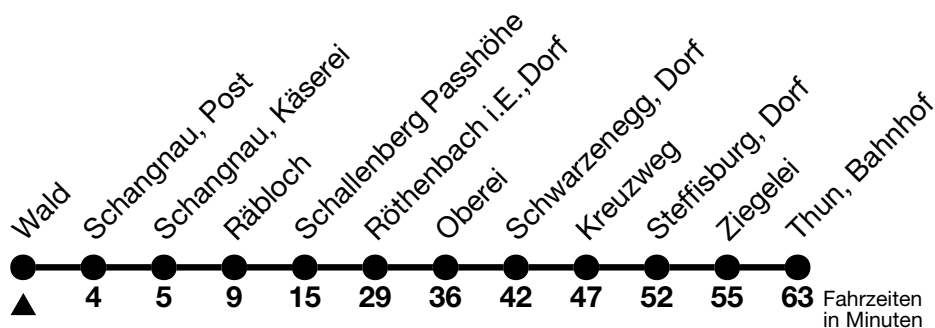 Wald
Schangnau, Post
Schangnau, Käserei
Räbloch
Schallenberg Passhöhe
Röthenbach i.E.,Dorf
Oberei
Schwarzenegg, Dorf
Kreuzweg
Steffisburg, Dorf
Ziegelei
Thun, Bahnhof
4 5 9 15 29 36 42 47 52 55 63
Fahrzeiten
in Minuten